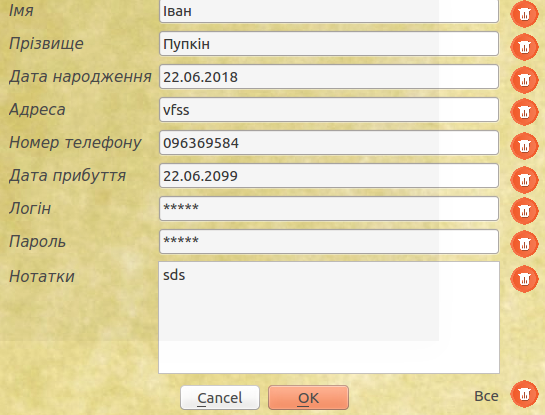 Імя Іван
Прізвище Пупкін
Дата народження 22.06.2018
Адреса vfss
Номер телефону 096369584
Дата прибуття 22.06.2099
Логін *****
Пароль *****
Нотатки sds
Cancel OK Все